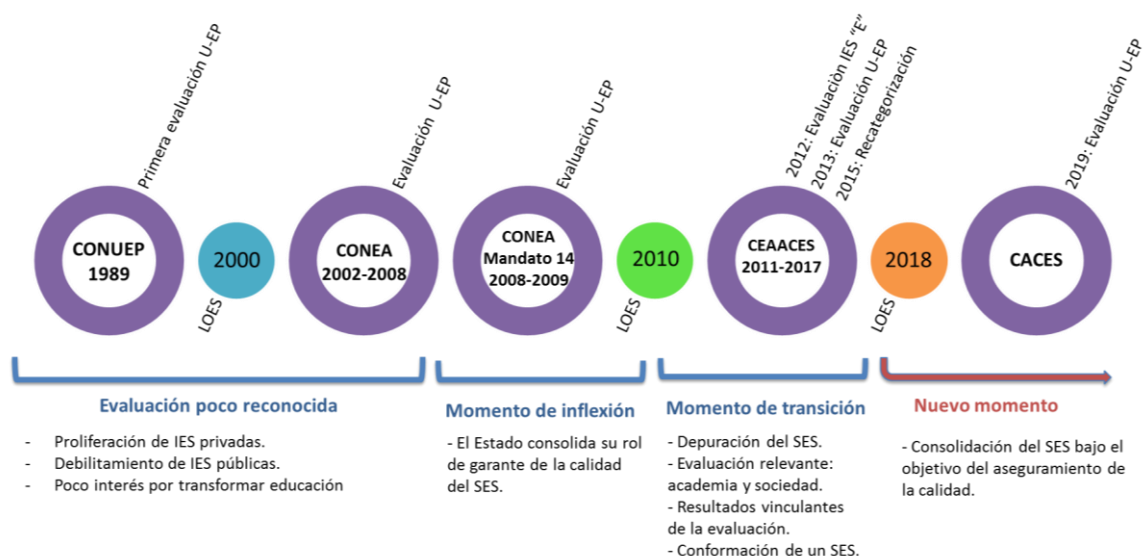 Primera evaluación U-EP
CONUEP
1989
2000
LOES
Evaluación U-EP
CONEA
2002-2008
Evaluación U-EP
CONEA
Mandato 14
2008-2009
2010
LOES
2012: Evaluaciòn IES “E”
2013: Evaluación U-EP
2015: Recategorización
CEAACES
2011-2017
2018
LOES
2019: Evaluación U-EP
CACES
Evaluación poco reconocida
- Proliferación de IES privadas.
- Debilitamiento de IES públicas.
- Poco interés por transformar educación
Momento de inflexión
- El Estado consolida su rol
de garante de la calidad
del SES.
Momento de transición
- Depuración del SES.
- Evaluación relevante:
academia y sociedad.
- Resultados vinculantes
de la evaluación.
- Conformación de un SES.
Nuevo momento
- Consolidación del SES bajo el
objetivo del aseguramiento de
la calidad.